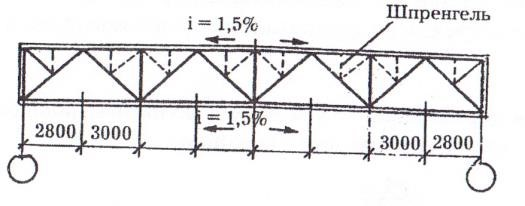 Шпренгель
i = 1,5%
i = 1,5%
2800 3000 3000 2800